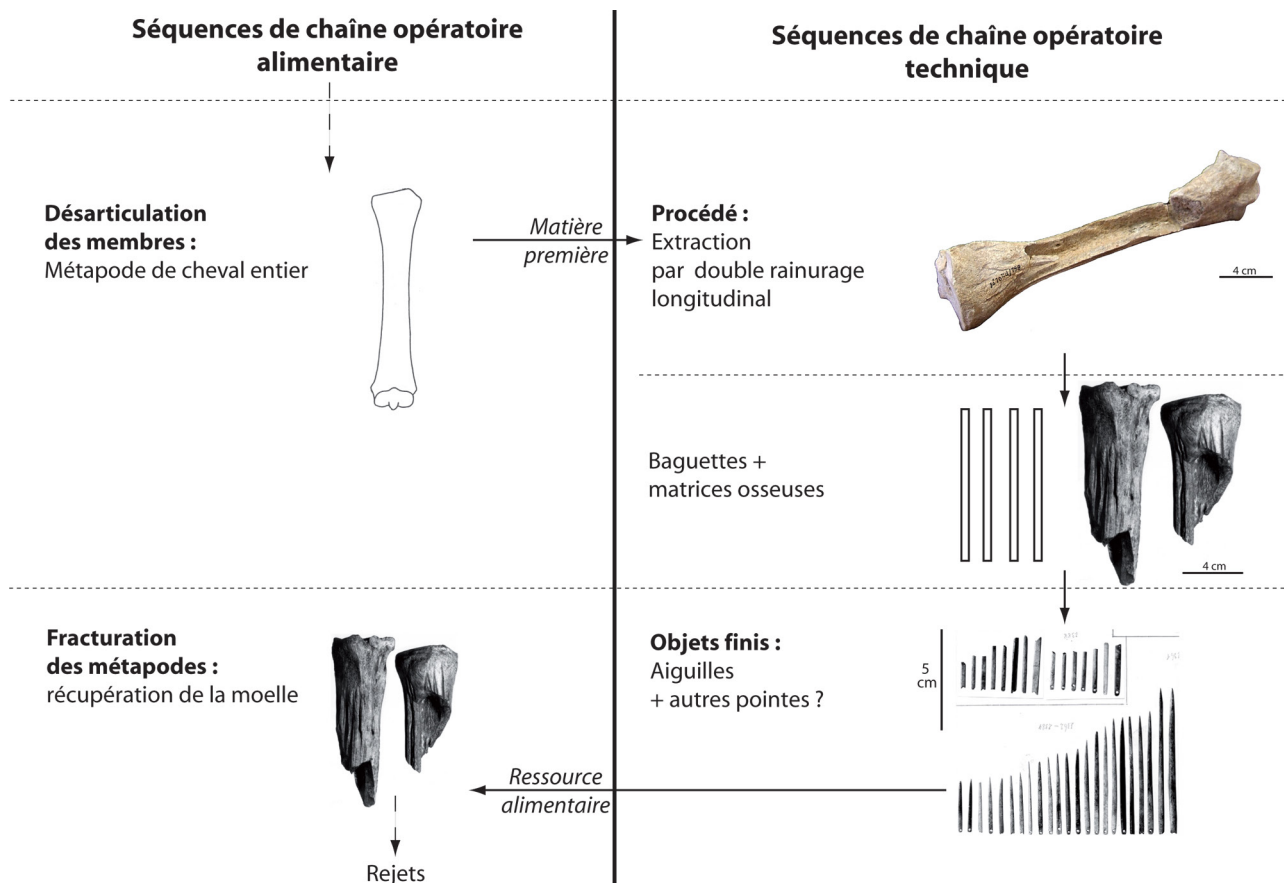 Séquences de chaîne opératoire
alimentaire
Séquences de chaîne opératoire
technique
Désarticulation
des membres :
Métapode de cheval entier
Matière
première
Procédé :
Extraction
par double rainurage
longitudinal
4 cm
Baguettes +
matrices osseuses
4 cm
Fracturation
des métapodes :
récupération de la moelle
Objets finis :
Aiguilles
+ autres pointes ?
5
cm
Ressource
alimentaire
Rejets